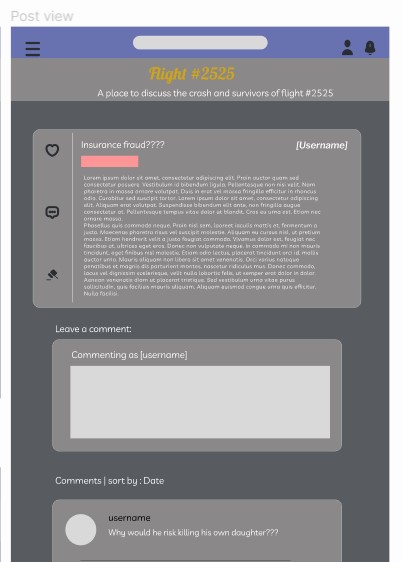 Post view
Flight #2525
A place to discuss the crash and survivors of flight #2525
Insurance fraud????
[Username]
Lorem ipsum dolor sit amet, consectetur adipiscing elit. Proin auctor quam sed
consectetur posuere. Vestibulum id bibendum ligula. Pellentesque non nisi velit. Nam
pharetra in massa ornare volutpat. Duis in erat vel mauris fringilla efficitur in rhoncus
odio. Curabitur sed suscipit tortor. Lorem ipsum dolor sit amet, consectetur adipiscing
elit. Aliquam erat volutpat. Suspendisse bibendum elit ante, non fringilla augue
consectetur at. Pellentesque tempus vitae dolor at blandit. Cras eu urna est. Etiam nec
ornare massa.
Phasellus quis commodo neque. Proin nisl sem, laoreet iaculis mattis et, fermentum a
justo. Maecenas pharetra risus vel suscipit molestie. Aliquam eu cursus nisl, ut pretium
massa. Etiam hendrerit velit a justo feugiat commodo. Vivamus dolor est, feugiat nec
faucibus ut, ultrices eget eros. Donec non vulputate neque. In commodo mi non mauris
tincidunt, eget finibus nisl molestie. Etiam odio lectus, placerat tincidunt orci id, mollis
auctor urna. Mauris aliquam non libero sit amet venenatis. Orci varius natoque
penatibus et magnis dis parturient montes, nascetur ridiculus mus. Donec commodo,
lacus vel dignissim scelerisque, velit nulla lobortis felis, ut semper erat dolor in dolor.
Aenean venenatis diam ut placerat tristique. Sed vestibulum urna vitae purus
sollicitudin, quis facilisis mauris aliquam. Aliquam euismod congue urna quis efficitur.
Nulla facilisi.
Leave a comment:
Commenting as [username]
Comments | sort by : Date
username
Why would he risk killing his own daughter???